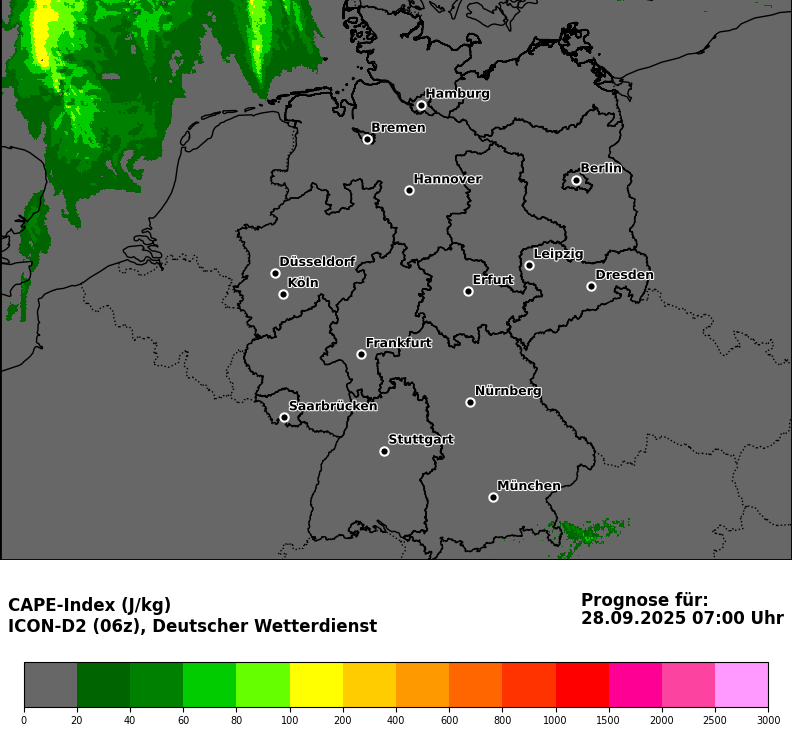 Hamburg
Bremen
Berlin
Hannover
Leipzig
Düsseldorf
Dresden
Erfurt
Köln
Frankfurt
Nürnberg
Saarbrücken
Stuttgart
München
CAPE-Index (J/kg)
ICON-D2 (06z), Deutscher Wetterdienst
Prognose für:
28.09.2025 07:00 Uhr
0 20 40 60 80 100 200 400 600 800 1000 1500 2000 2500 3000